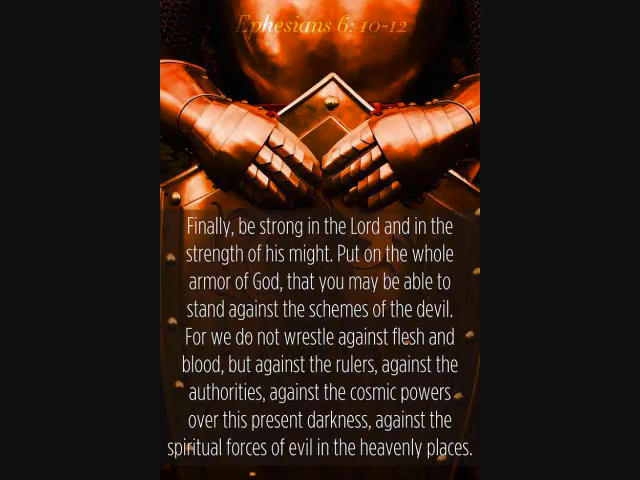 Ephesians 6: 10-12
Finally, be strong in the Lord and in the
strength of his might. Put on the whole
armor of God, that you may be able to
stand against the schemes of the devil.
For we do not wrestle against flesh and
blood, but against the rulers, against the
authorities, against the cosmic powers
over this present darkness, against the
spiritual forces of evil in the heavenly places.